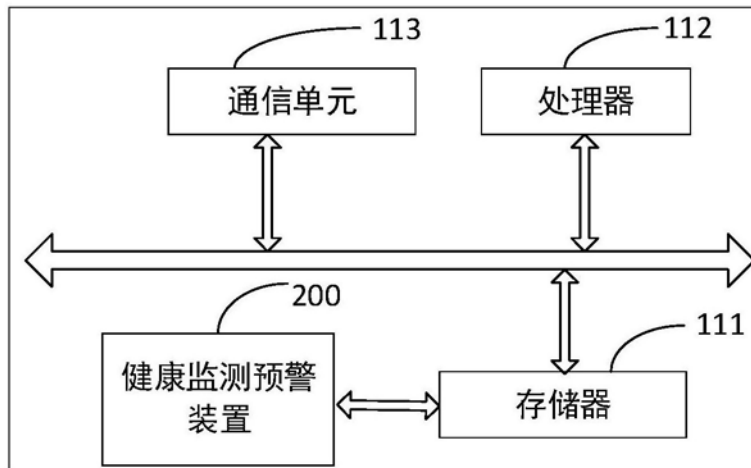 113
112
通信单元
处理器
200
111
健康监测预警
装置
存储器